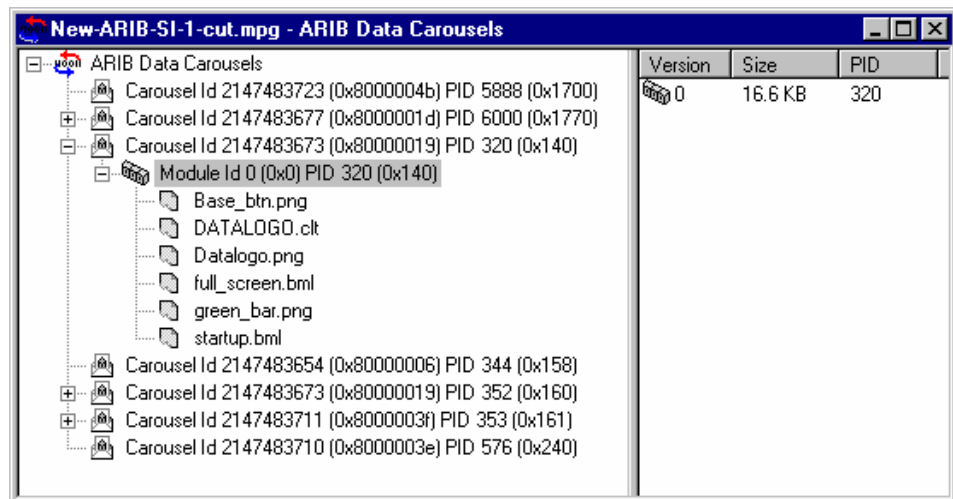 New-ARIB-SI-1-cut.mpg - ARIB Data Carousels
ARIB Data Carousels
Carousel Id 2147483723 (0x8000004b) PID 5888 (0x1700)
Carousel Id 2147483677 (0x8000001d) PID 6000 (0x1770)
Carousel Id 2147483673 (0x80000019) PID 320 (0x140)
Module Id 0 (0x0) PID 320 (0x140)
Base_btn.png
DATALOGO.clt
Datalogo.png
full_screen.bml
green_bar.png
startup.bml
Carousel Id 2147483654 (0x80000006) PID 344 (0x158)
Carousel Id 2147483673 (0x80000019) PID 352 (0x160)
Carousel Id 2147483711 (0x8000003f) PID 353 (0x161)
Carousel Id 2147483710 (0x8000003e) PID 576 (0x240)
Version Size PID
0 16.6 KB 320